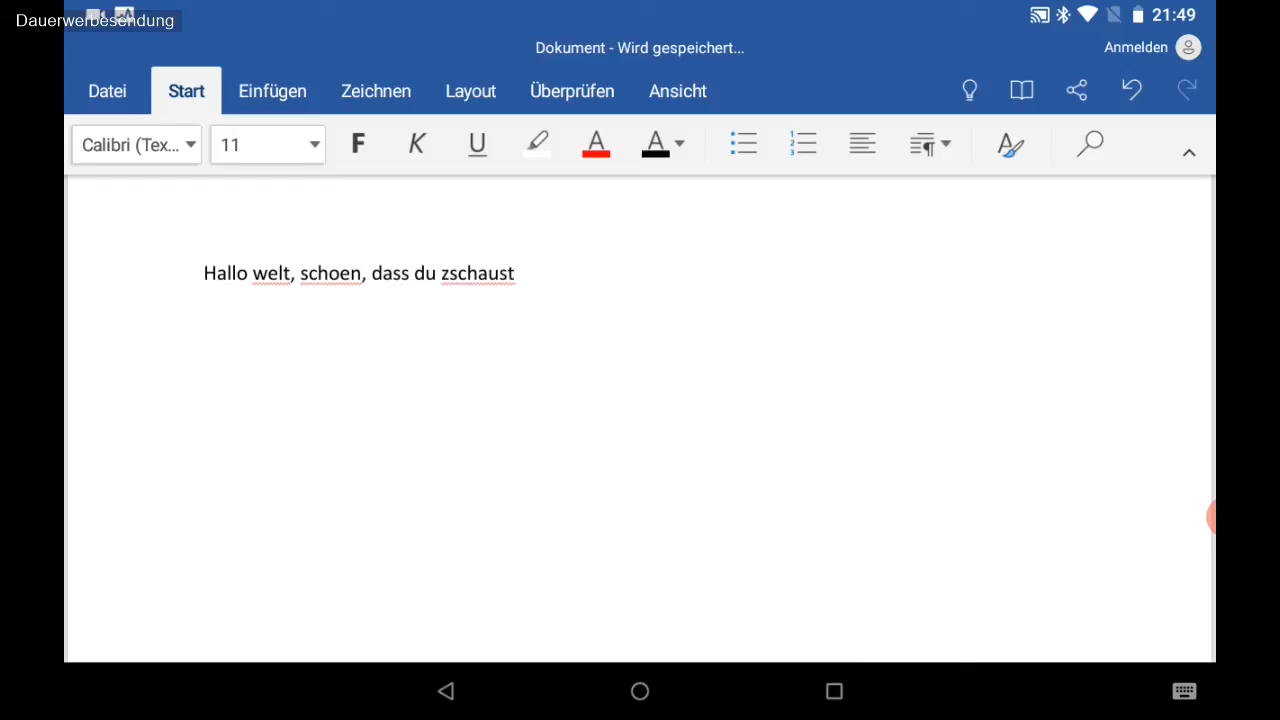 Dauerwerbesendung
21:49
Dokument - Wird gespeichert...
Anmelden
Datei Start Einfügen Zeichnen Layout Überprüfen Ansicht
Calibri (Tex... 11 F K U A A
Hallo welt, schoen, dass du zschaust